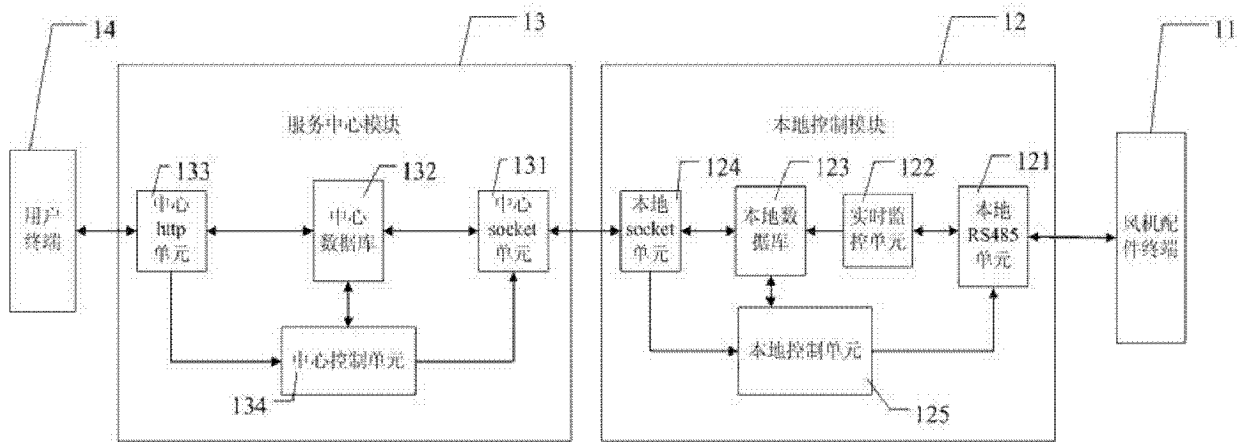 14
13
12
11
服务中心模块
本地控制模块
133
132
131
124
123
122
121
用户
终端
中心
http
单元
中心
数据库
中心
socket
单元
本地
socket
单元
本地数
据库
实时监
控单元
本地
RS485
单元
风机配
件终端
中心控制单元
本地控制单元
134
125